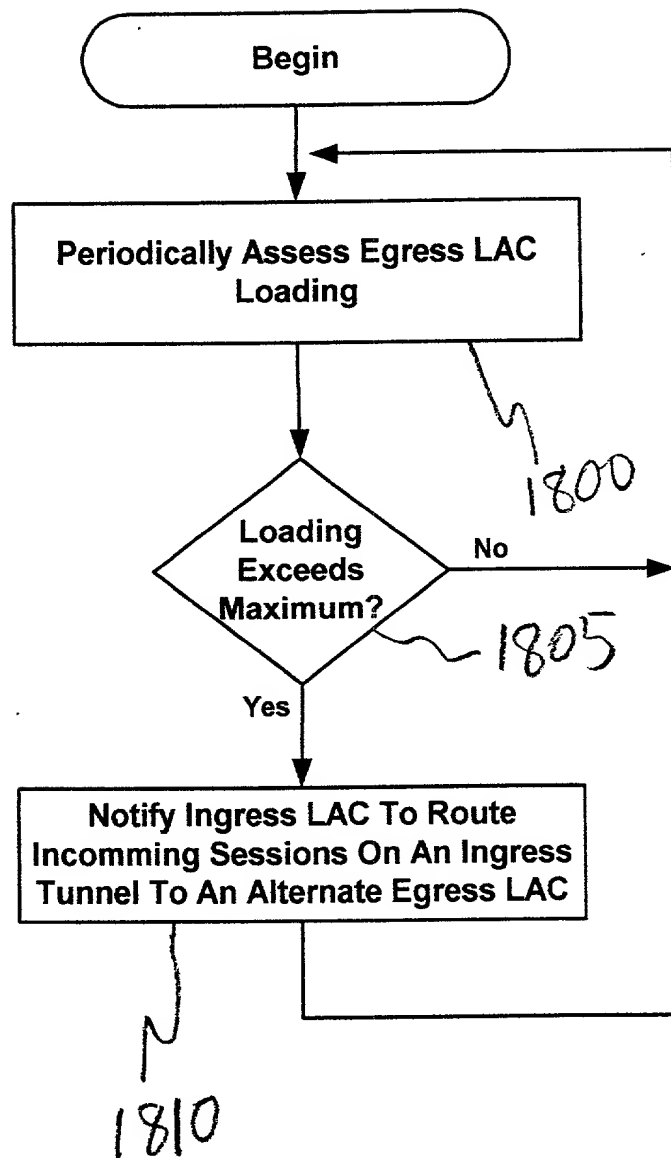 Begin
Periodically Assess Egress LAC
Loading
1800
Loading
Exceeds
Maximum?
No
1805
Yes
Notify Ingress LAC To Route
Incomming Sessions On An Ingress
Tunnel To An Alternate Egress LAC
1810